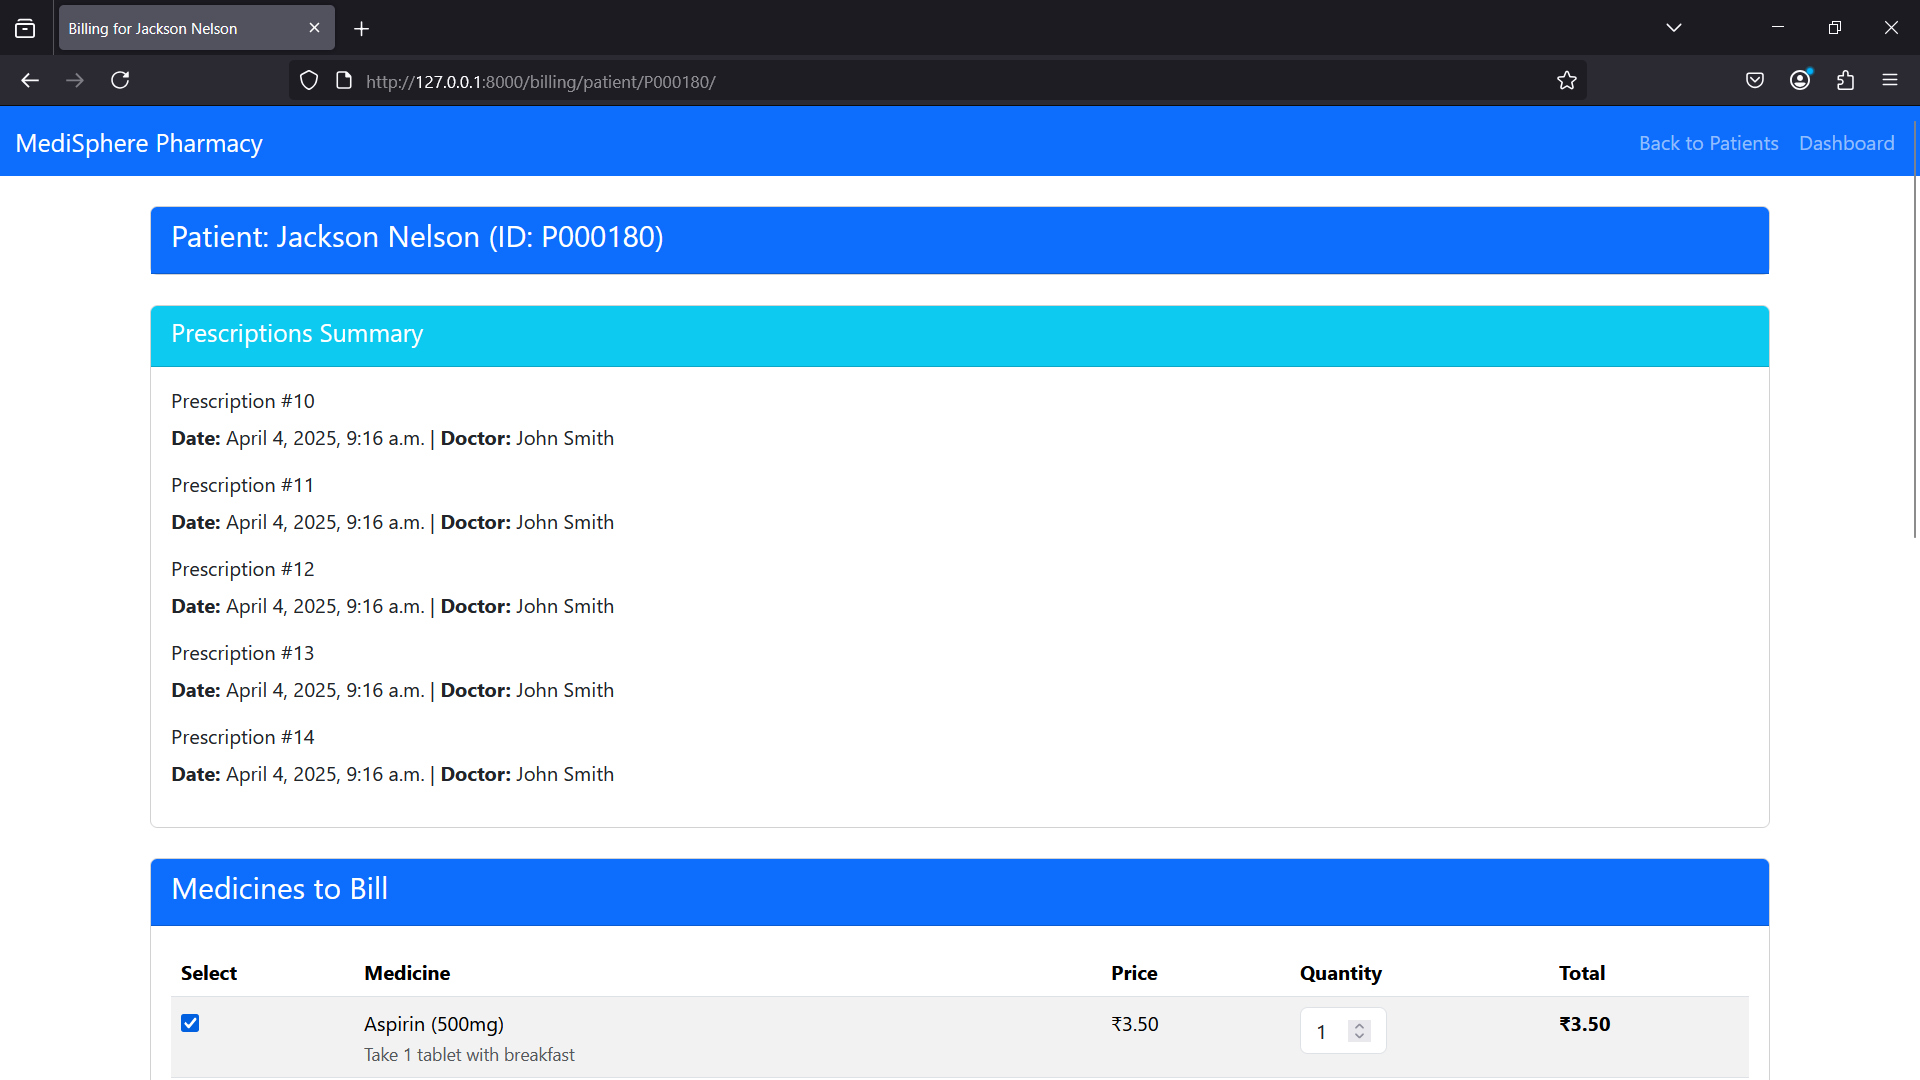 Billing for Jackson Nelson
http://127.0.0.1:8000/billing/patient/P000180/
MediSphere Pharmacy
Back to Patients
Dashboard
Patient: Jackson Nelson (ID: P000180)
Prescriptions Summary
Prescription #10
Date: April 4, 2025, 9:16 a.m. | Doctor: John Smith
Prescription #11
Date: April 4, 2025, 9:16 a.m. | Doctor: John Smith
Prescription #12
Date: April 4, 2025, 9:16 a.m. | Doctor: John Smith
Prescription #13
Date: April 4, 2025, 9:16 a.m. | Doctor: John Smith
Prescription #14
Date: April 4, 2025, 9:16 a.m. | Doctor: John Smith
Medicines to Bill
Select Medicine Price Quantity Total
Aspirin (500mg) ₹3.50 1 ₹3.50
Take 1 tablet with breakfast